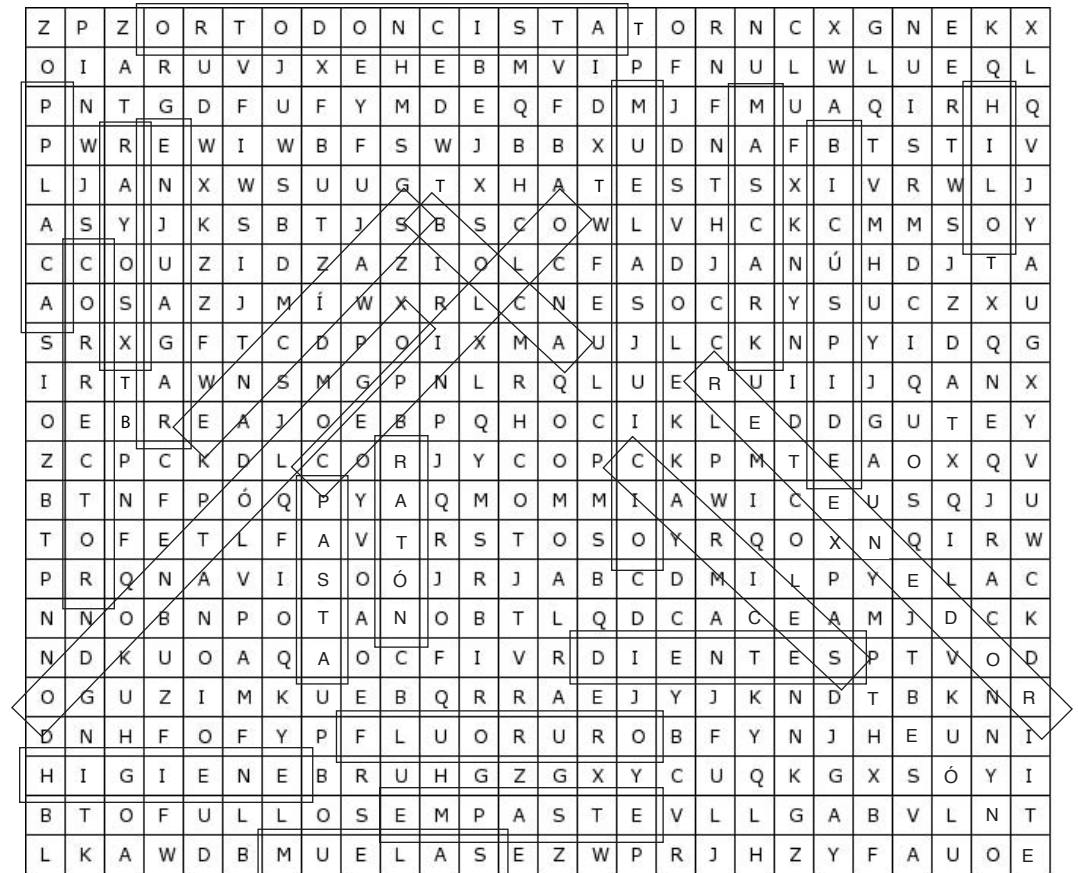 Z P Z O R T O D O N C I S T A T O R N C X G N E K X
O I A R U V J X E H E B M V I P F N U L W L U E Q L
P N T G D F U F Y M D E Q F D M J F M U A Q I R H Q
P W R E W I W B F S W J B B X U D N A F B T S T I V
L J A N X W S U U G T X H A T E S T S X I V R W L J
A S Y J K S B T J S B S C O W L V H C K C M M S O Y
C C O U Z I D Z A Z I O L C F A D J A N Ú H D J T A
A O S A Z J M Í W X R L C N E S O C R Y S U C Z X U
S R X G F T C D P O I X M A U J L C K N P Y I D Q G
I R T A W N S M G P N L R Q L U E R U I I J Q A N X
O E B R E A J O E B P Q H O C I K L E D D G U T E Y
Z C P C K D L C O R J Y C O P C K P M T E A O X Q V
B T N F P Ó Q P Y A Q M O M M I A W I C E U S Q J U
T O F E T L F A V T R S T O S O Y R Q O X N Q I R W
P R Q N A V I S O Ó J R J A B C D M I L P Y E L A C
N N O B N P O T A N O B T L Q D C A C E A M J D C K
N D K U O A Q A O C F I V R D I E N T E S P T V O D
O G U Z I M K U E B Q R R A E J Y J K N D T B K N R
D N H F O F Y P F L U O R U R O B F Y N J H E U N I
H I G I E N E B R U H G Z G X Y C U Q K G X S Ó Y I
B T O F U L L O S E M P A S T E V L L G A B V L N T
L K A W D B M U E L A S E Z W P R J H Z Y F A U O E